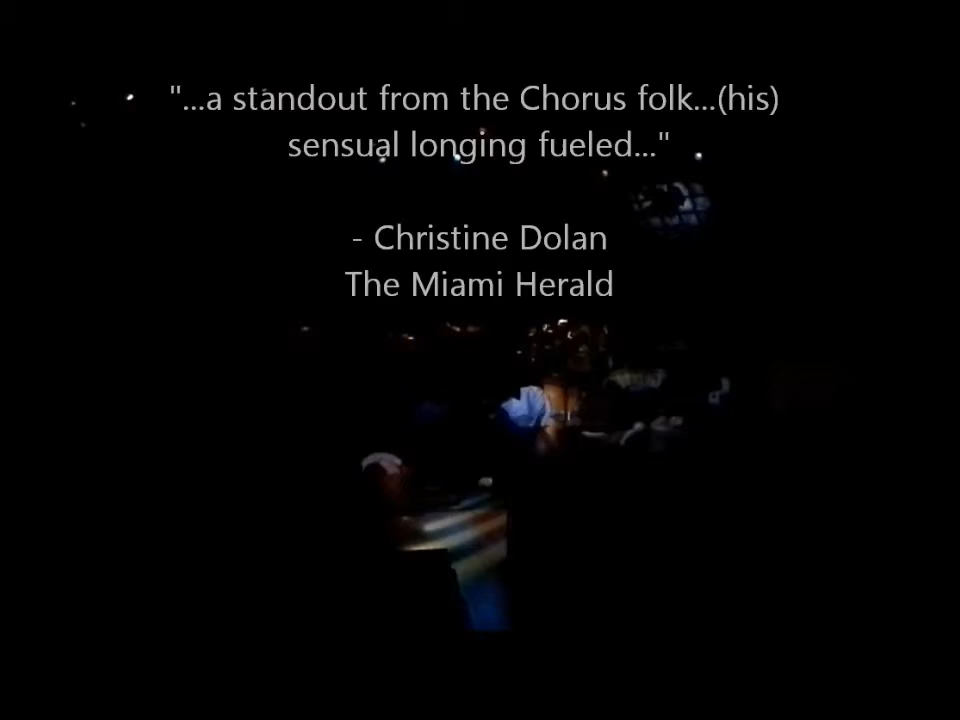 "...a standout from the Chorus folk...(his)
sensual longing fueled..."
- Christine Dolan
The Miami Herald